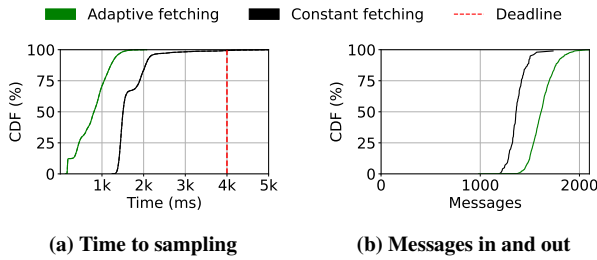 Adaptive fetching Constant fetching Deadline
100 100
75 75
50 50
25 25
0 0
1k 2k 3k 4k 5k 0 1000 2000
CDF (%) CDF (%)
Time (ms) Messages
(a) Time to sampling (b) Messages in and out